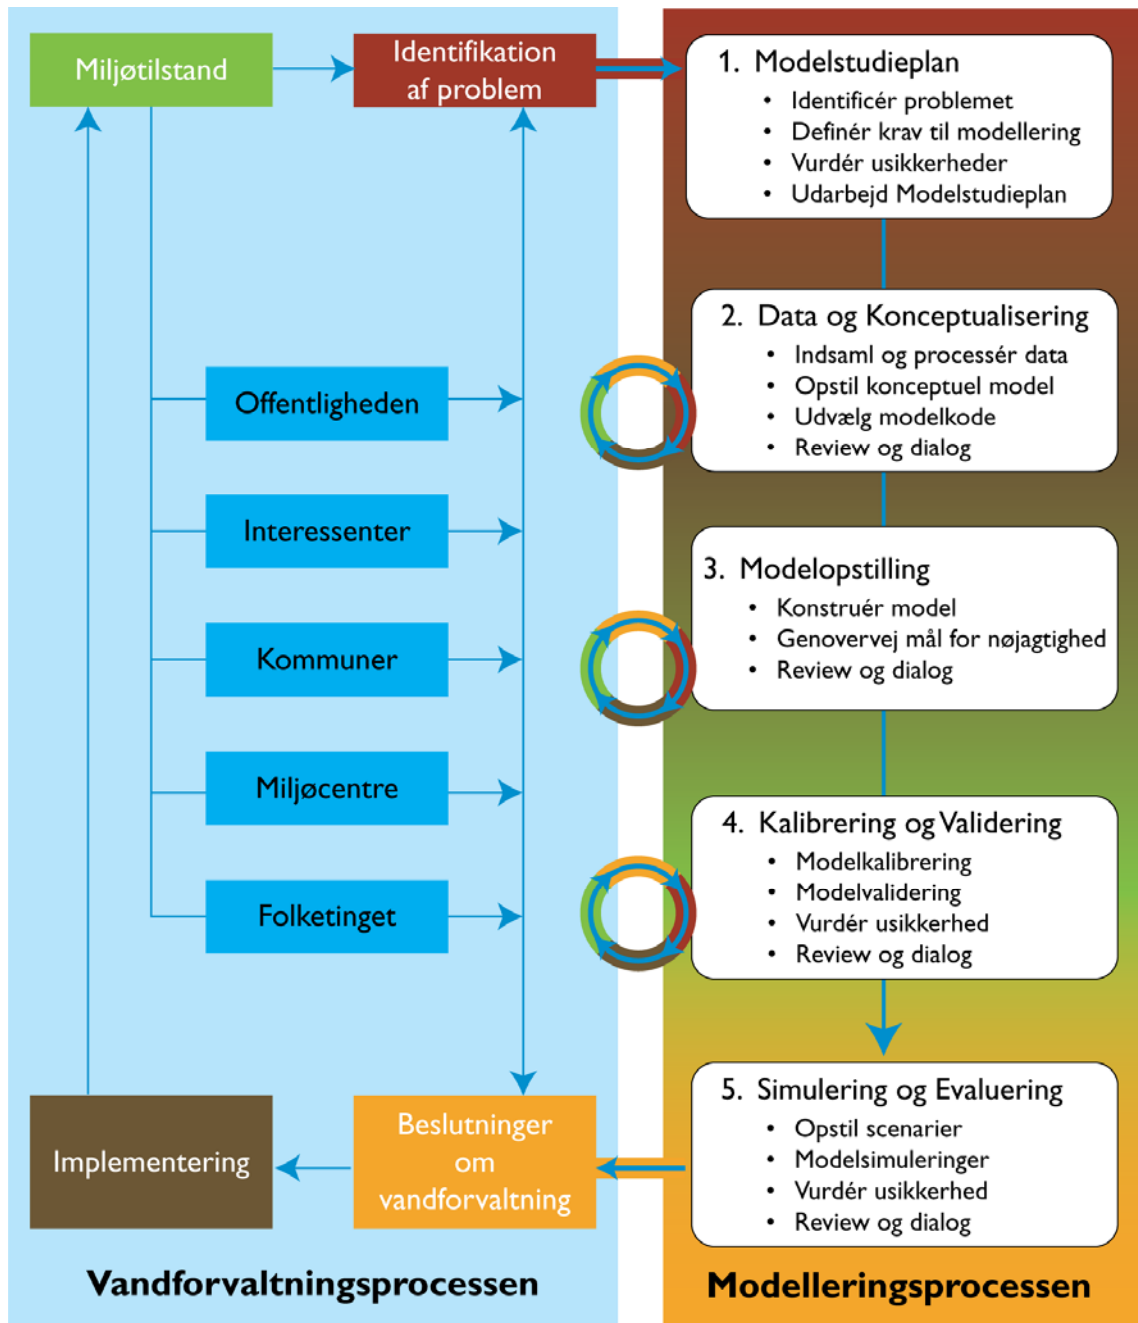 Miljøtilstand
Identifikation
af problem
Offentligheden
Interessenter
Kommuner
Miljøcentre
Folketinget
Implementering
Beslutninger
om
vandforvaltning
Vandforvaltningsprocessen
1. Modelstudieplan
• Identificér problemet
• Definér krav til modellering
• Vurdér usikkerheder
• Udarbejd Modelstudieplan
2. Data og Konceptualisering
• Indsaml og processér data
• Opstil konceptuel model
• Udvælg modelkode
• Review og dialog
3. Modelopstilling
• Konstruér model
• Genovervej mål for nøjagtighed
• Review og dialog
4. Kalibrering og Validering
• Modelkalibrering
• Modelvalidering
• Vurdér usikkerhed
• Review og dialog
5. Simulering og Evaluering
• Opstil scenarier
• Modelsimuleringer
• Vurdér usikkerhed
• Review og dialog
Modelleringsprocessen